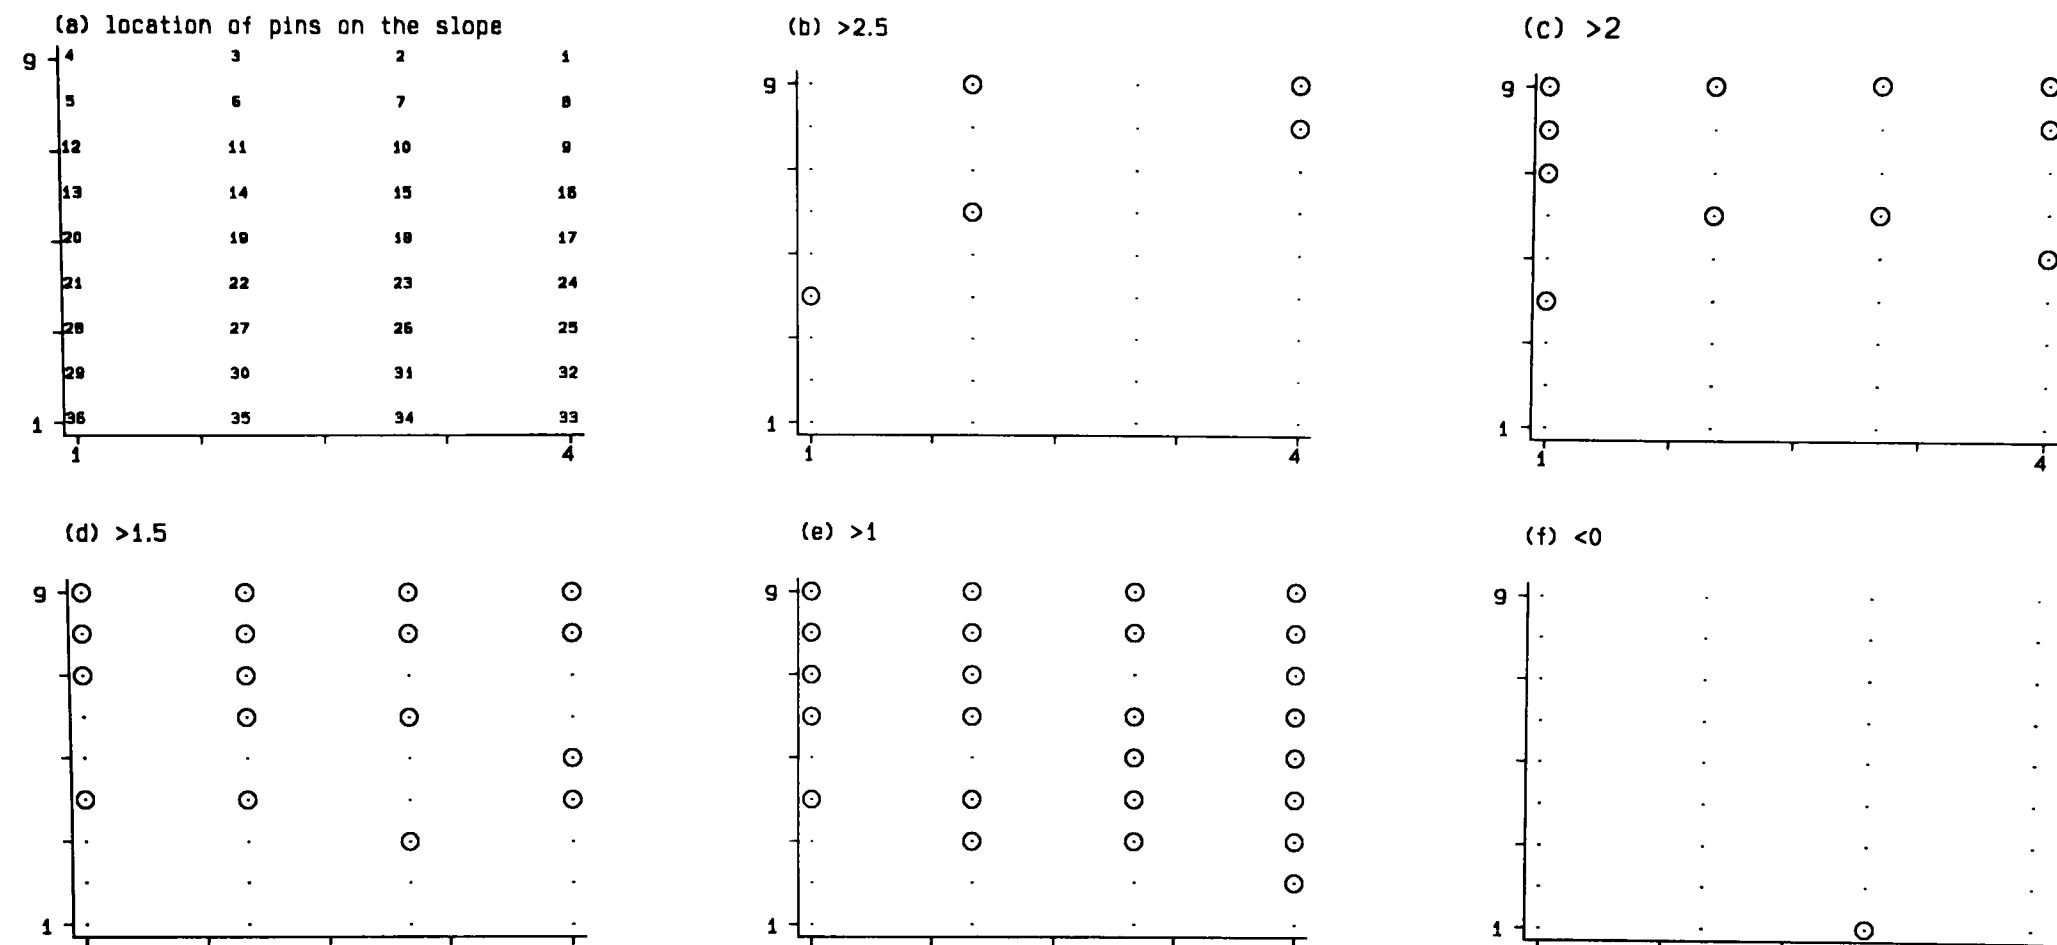 (a) location of pins on the slope
9 4 3 2 1
5 6 7 8
12 11 10 9
13 14 15 16
20 19 18 17
21 22 23 24
28 27 26 25
29 30 31 32
1 36 35 34 33
1 4
(b) >2.5
9
1
1 4
(c) >2
9
1
1 4
(d) >1.5
9
1
(e) >1
9
1
(f) <0
9
1